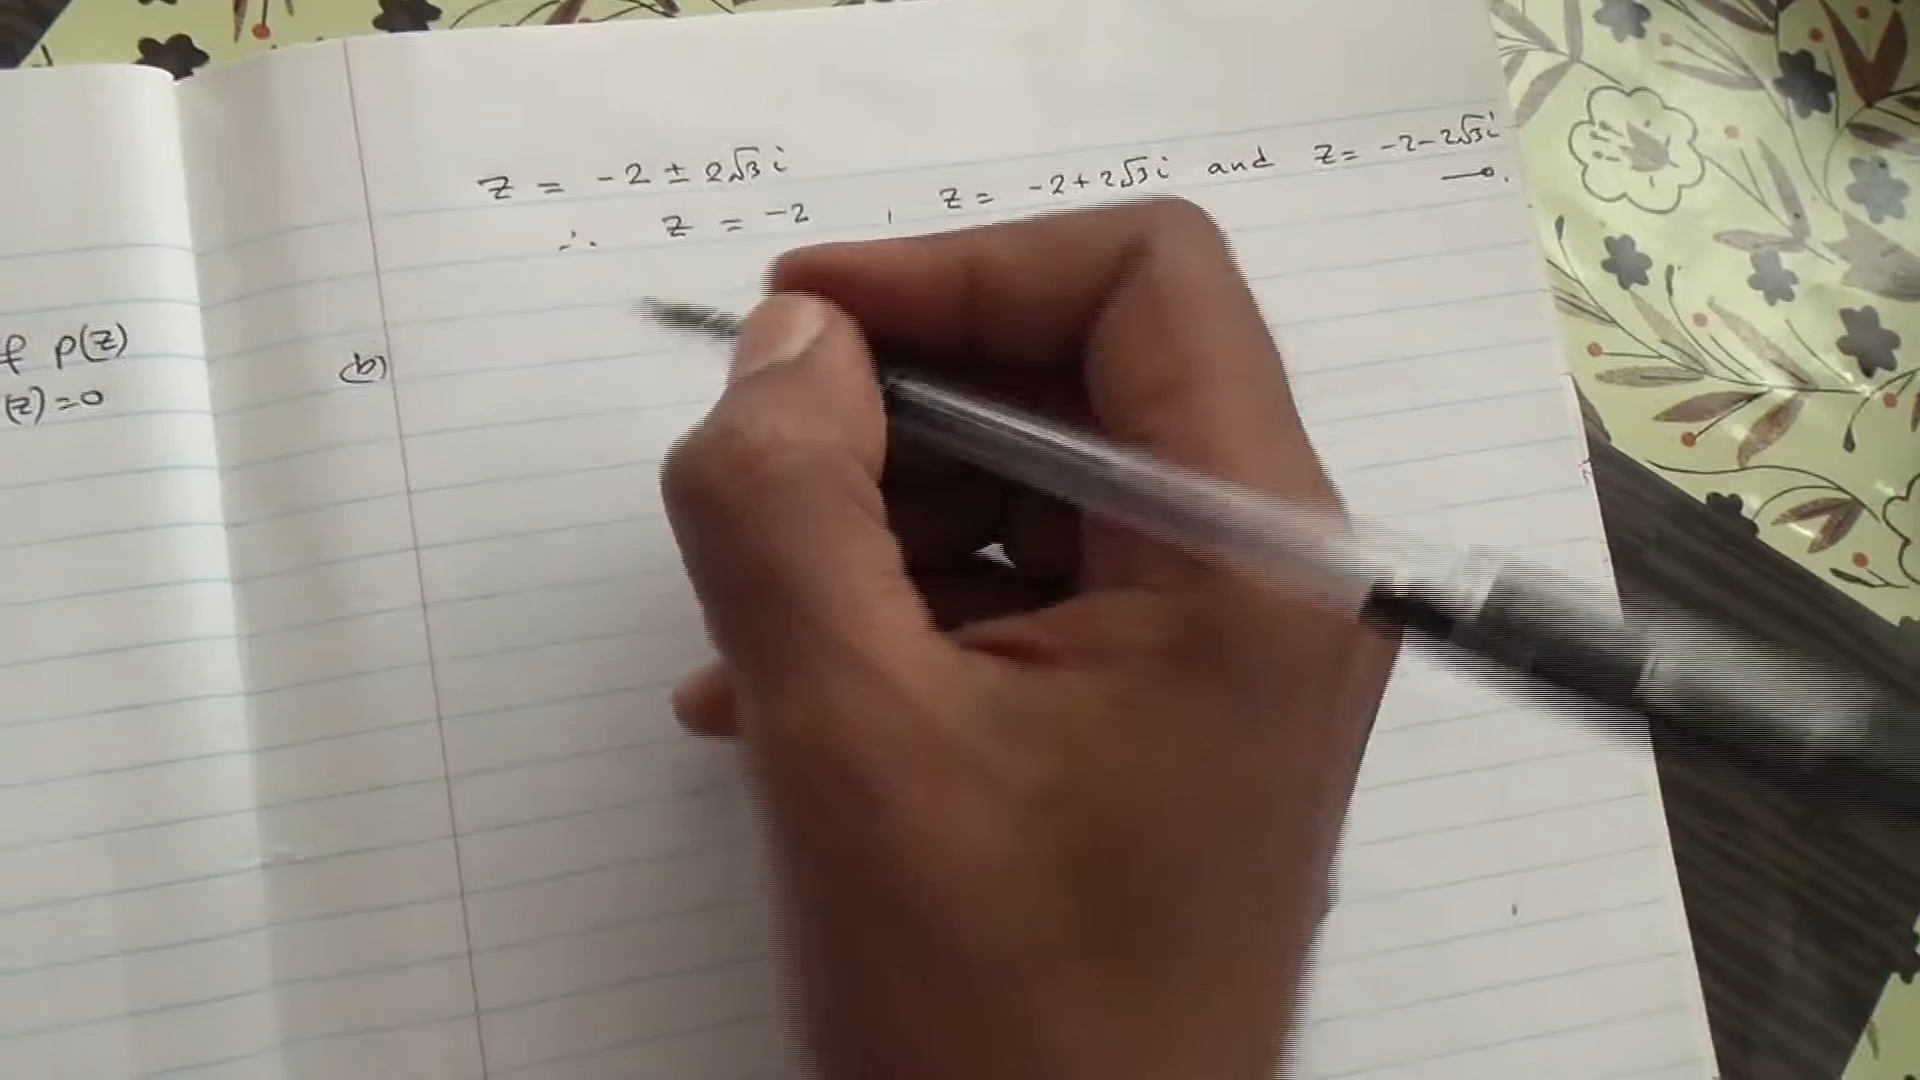 f p(z)
(z) = 0
z = -2 ± 2√3 i
∴ z = -2 , z = -2 + 2√3 i and z = -2 - 2√3 i
(b)